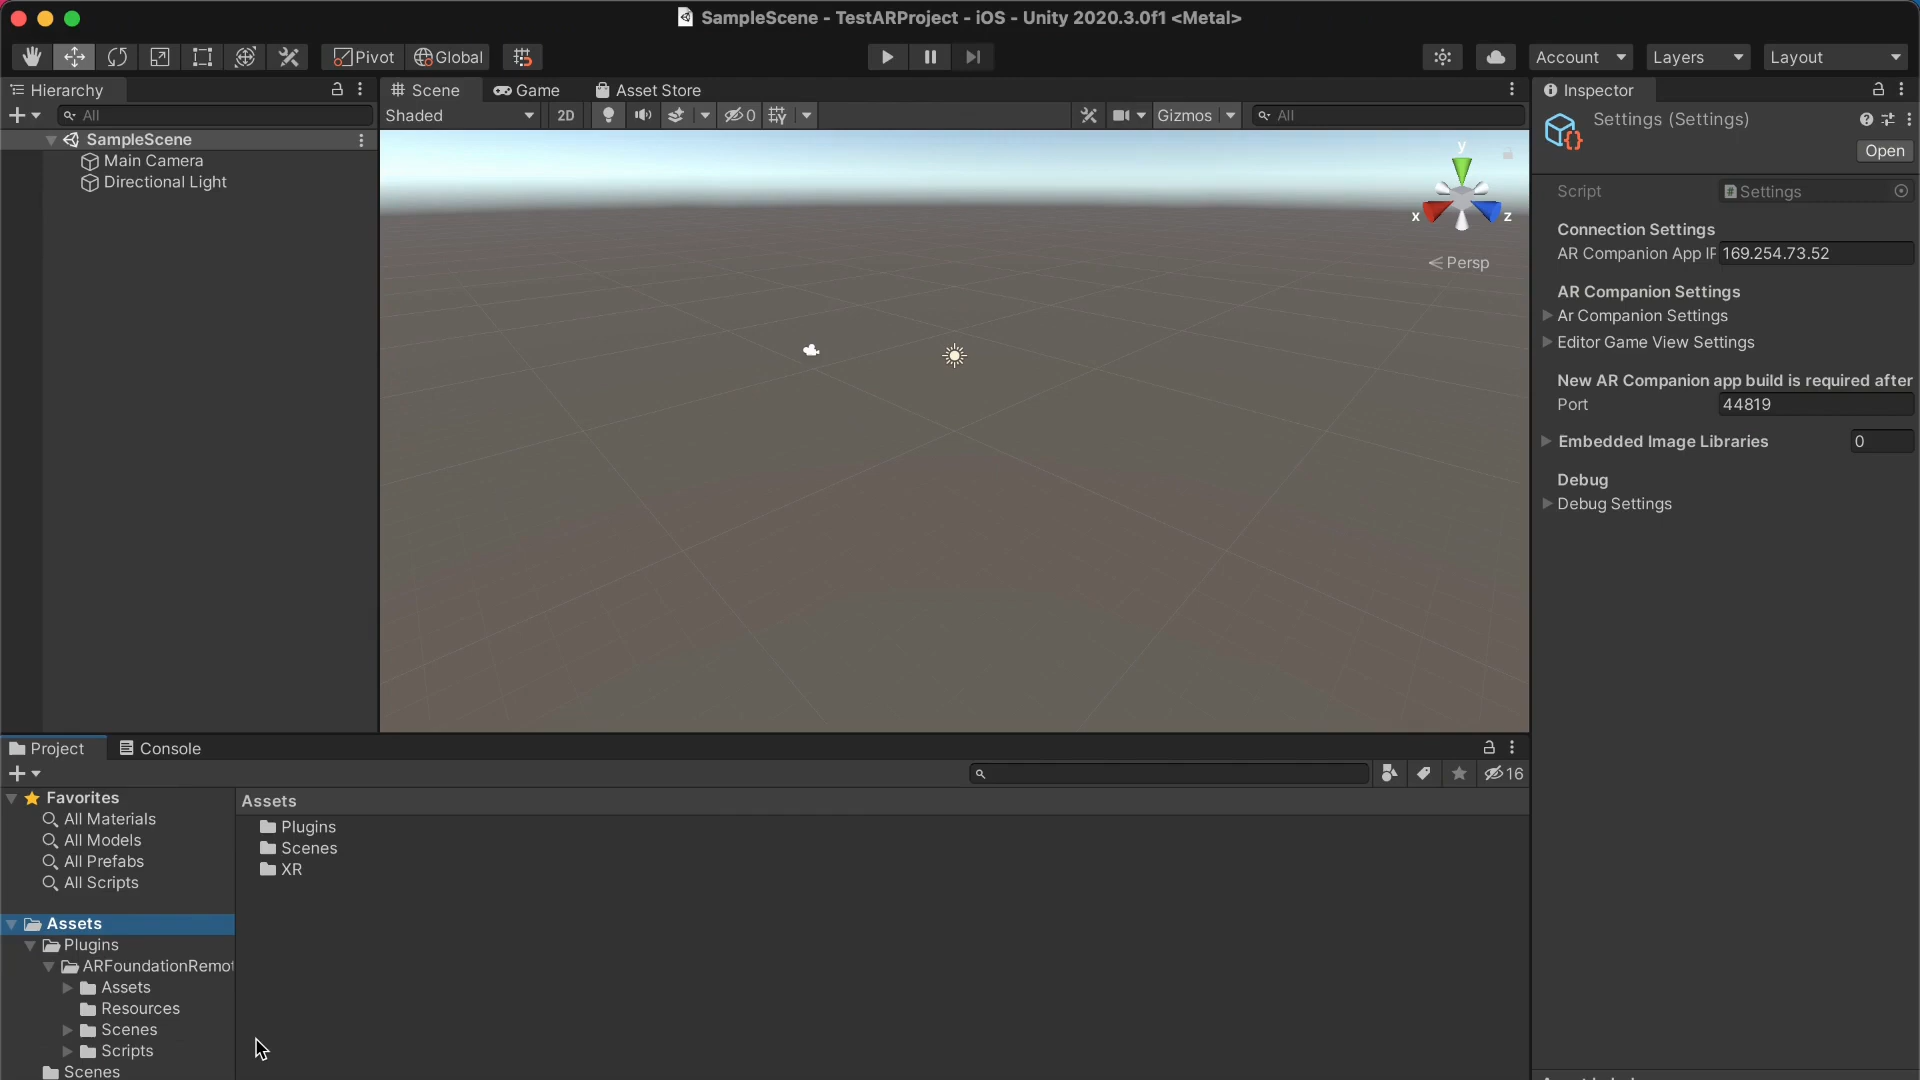 SampleScene - TestARProject - iOS - Unity 2020.3.0f1 <Metal>
Pivot Global Account Layers Layout
Hierarchy
All
SampleScene
Main Camera
Directional Light
Scene Game Asset Store
Shaded 2D 0 Gizmos All
y
x z
Persp
Inspector
Settings (Settings)
Open
Script Settings
Connection Settings
AR Companion App IP 169.254.73.52
AR Companion Settings
Ar Companion Settings
Editor Game View Settings
New AR Companion app build is required after
Port 44819
Embedded Image Libraries 0
Debug
Debug Settings
Project Console
16
Favorites
All Materials
All Models
All Prefabs
All Scripts
Assets
Plugins
ARFoundationRemot
Assets
Resources
Scenes
Scripts
Scenes
Assets
Plugins
Scenes
XR